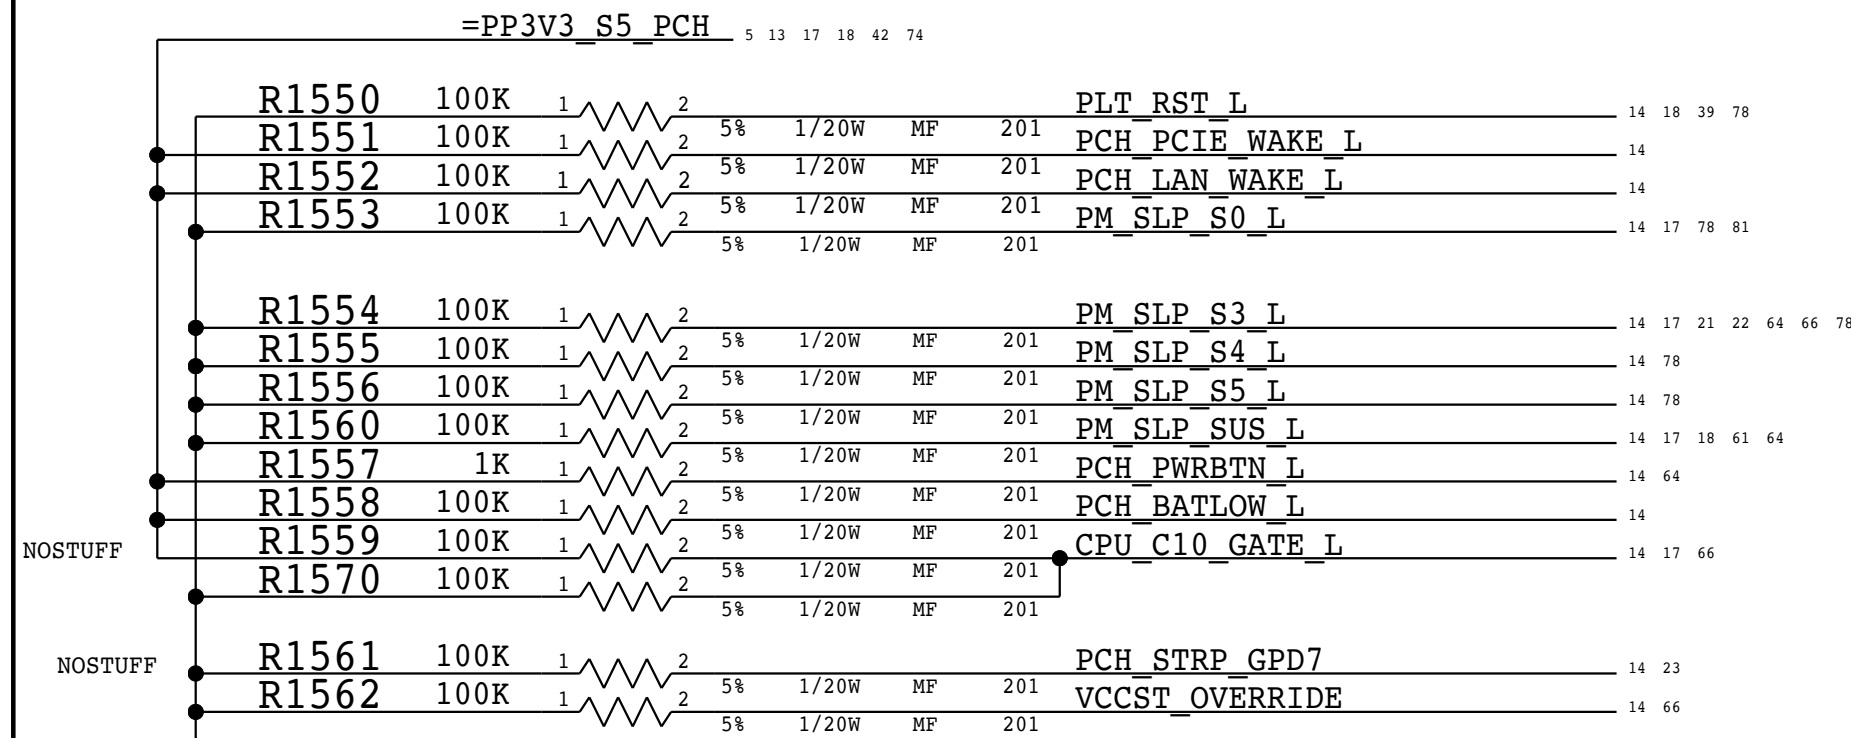 =PP3V3_S5_PCH 5 13 17 18 42 74
R1550 100K 1 2 PLT_RST_L 14 18 39 78
5% 1/20W MF 201
R1551 100K 1 2 PCH_PCIE_WAKE_L 14
5% 1/20W MF 201
R1552 100K 1 2 PCH_LAN_WAKE_L 14
5% 1/20W MF 201
R1553 100K 1 2 PM_SLP_S0_L 14 17 78 81
5% 1/20W MF 201
R1554 100K 1 2 PM_SLP_S3_L 14 17 21 22 64 66 78
5% 1/20W MF 201
R1555 100K 1 2 PM_SLP_S4_L 14 78
5% 1/20W MF 201
R1556 100K 1 2 PM_SLP_S5_L 14 78
5% 1/20W MF 201
R1560 100K 1 2 PM_SLP_SUS_L 14 17 18 61 64
5% 1/20W MF 201
R1557 1K 1 2 PCH_PWRBTN_L 14 64
5% 1/20W MF 201
R1558 100K 1 2 PCH_BATLOW_L 14
5% 1/20W MF 201
NOSTUFF R1559 100K 1 2 CPU_C10_GATE_L 14 17 66
5% 1/20W MF 201
R1570 100K 1 2
5% 1/20W MF 201
NOSTUFF R1561 100K 1 2 PCH_STRP_GPD7 14 23
5% 1/20W MF 201
R1562 100K 1 2 VCCST_OVERRIDE 14 66
5% 1/20W MF 201